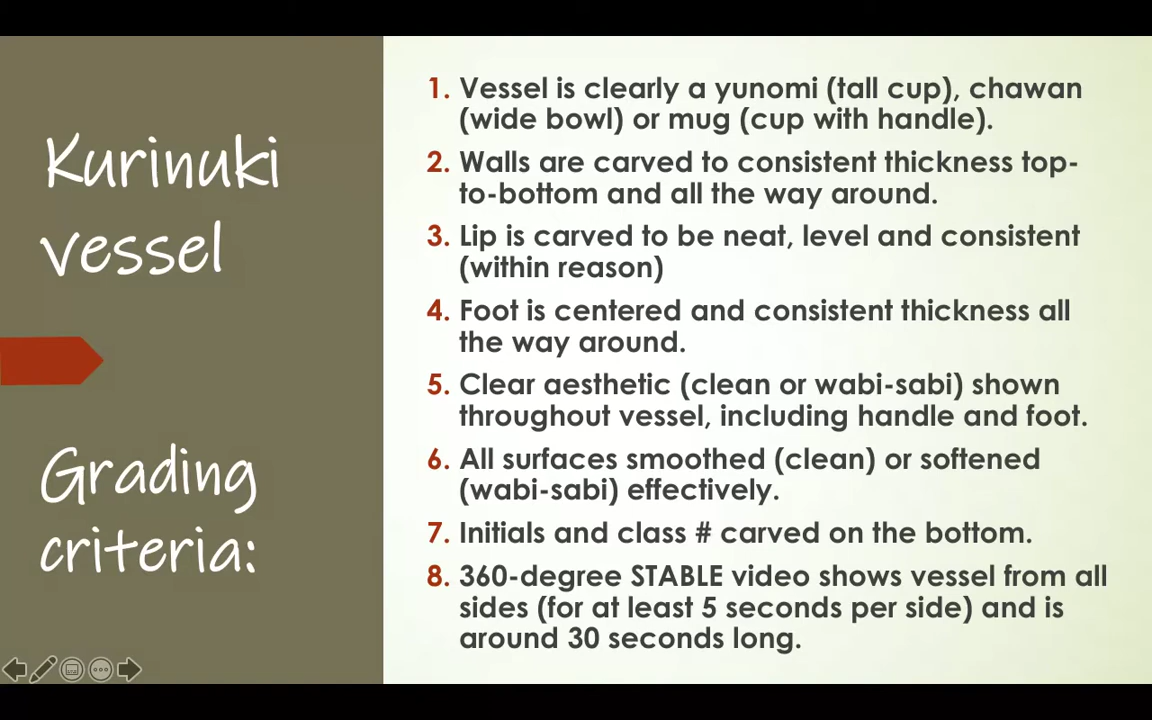 Kurinuki
vessel
Grading
criteria:
1. Vessel is clearly a yunomi (tall cup), chawan
(wide bowl) or mug (cup with handle).
2. Walls are carved to consistent thickness top-
to-bottom and all the way around.
3. Lip is carved to be neat, level and consistent
(within reason)
4. Foot is centered and consistent thickness all
the way around.
5. Clear aesthetic (clean or wabi-sabi) shown
throughout vessel, including handle and foot.
6. All surfaces smoothed (clean) or softened
(wabi-sabi) effectively.
7. Initials and class # carved on the bottom.
8. 360-degree STABLE video shows vessel from all
sides (for at least 5 seconds per side) and is
around 30 seconds long.